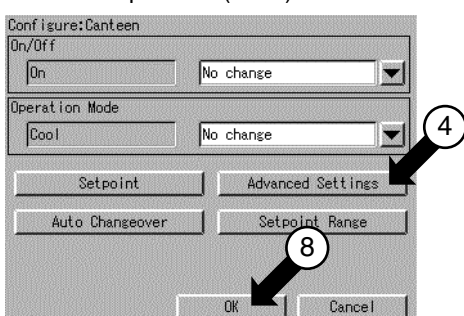 Configure:Canteen
On/Off
On No change
Operation Mode
Cool No change
4
Setpoint Advanced Settings
Auto Changeover Setpoint Range
8
OK Cancel